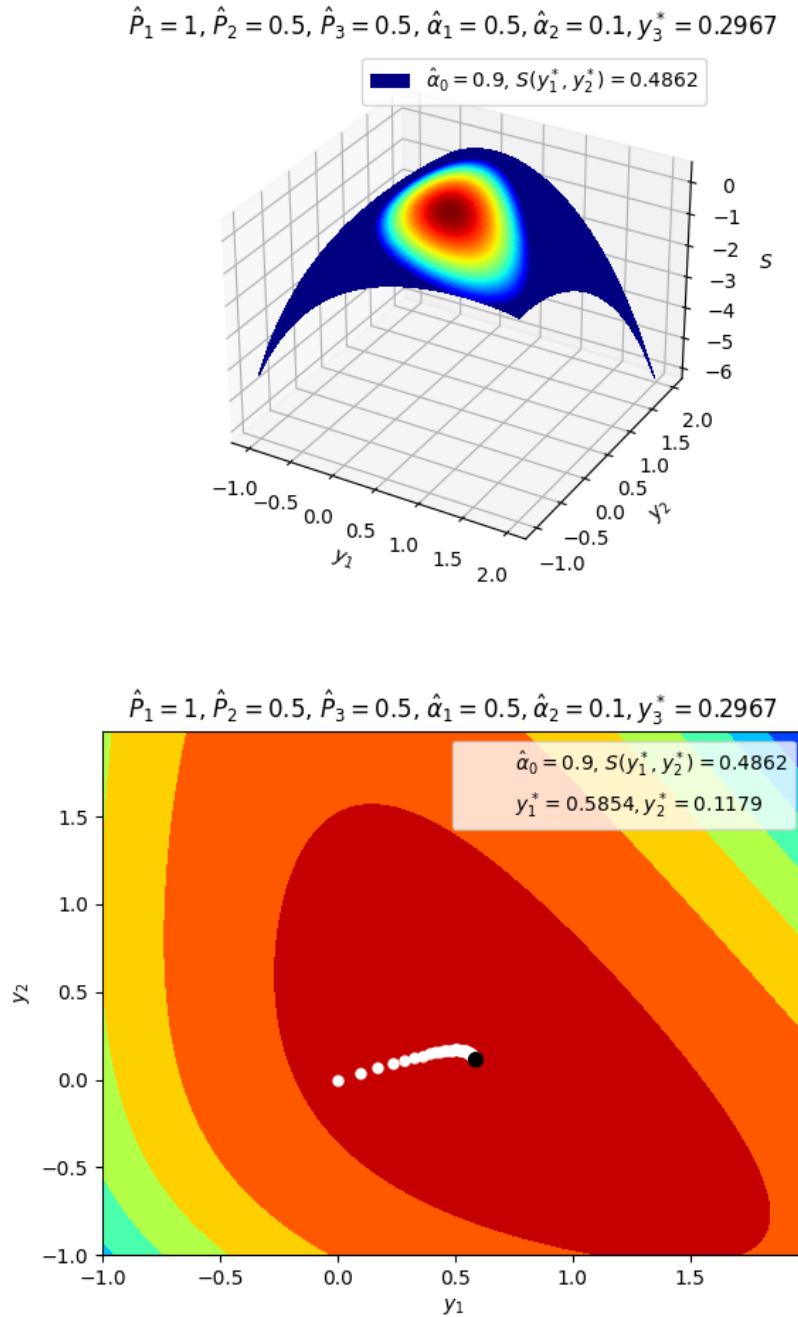 P̂₁ = 1, P̂₂ = 0.5, P̂₃ = 0.5, α̂₁ = 0.5, α̂₂ = 0.1, y₃* = 0.2967
α̂₀ = 0.9, S(y₁*, y₂*) = 0.4862
0
−1
−2
−3
−4
−5
−6
S
2.0
1.5
1.0
0.5
0.0
−0.5
−1.0
y₂
−1.0
−0.5
0.0
0.5
1.0
1.5
2.0
y₁
P̂₁ = 1, P̂₂ = 0.5, P̂₃ = 0.5, α̂₁ = 0.5, α̂₂ = 0.1, y₃* = 0.2967
α̂₀ = 0.9, S(y₁*, y₂*) = 0.4862
y₁* = 0.5854, y₂* = 0.1179
1.5
1.0
0.5
0.0
−0.5
−1.0
y₂
−1.0 −0.5 0.0 0.5 1.0 1.5
y₁